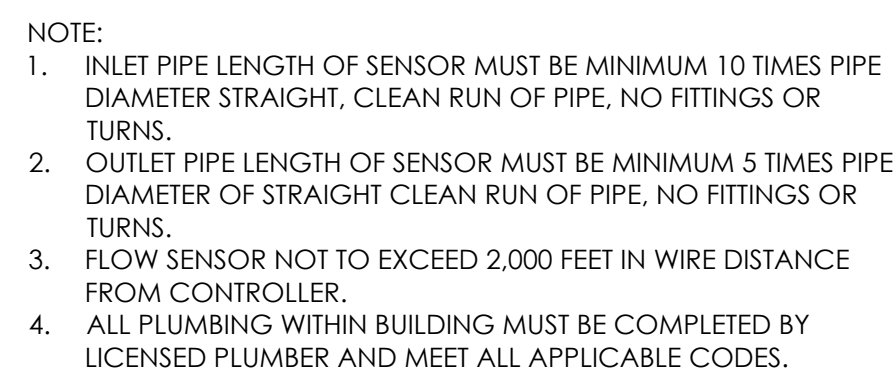 NOTE:
1. INLET PIPE LENGTH OF SENSOR MUST BE MINIMUM 10 TIMES PIPE
DIAMETER STRAIGHT, CLEAN RUN OF PIPE, NO FITTINGS OR
TURNS.
2. OUTLET PIPE LENGTH OF SENSOR MUST BE MINIMUM 5 TIMES PIPE
DIAMETER OF STRAIGHT CLEAN RUN OF PIPE, NO FITTINGS OR
TURNS.
3. FLOW SENSOR NOT TO EXCEED 2,000 FEET IN WIRE DISTANCE
FROM CONTROLLER.
4. ALL PLUMBING WITHIN BUILDING MUST BE COMPLETED BY
LICENSED PLUMBER AND MEET ALL APPLICABLE CODES.